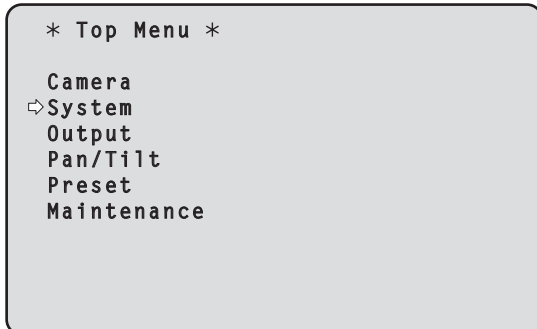 * Top Menu *
Camera
⇨System
Output
Pan/Tilt
Preset
Maintenance